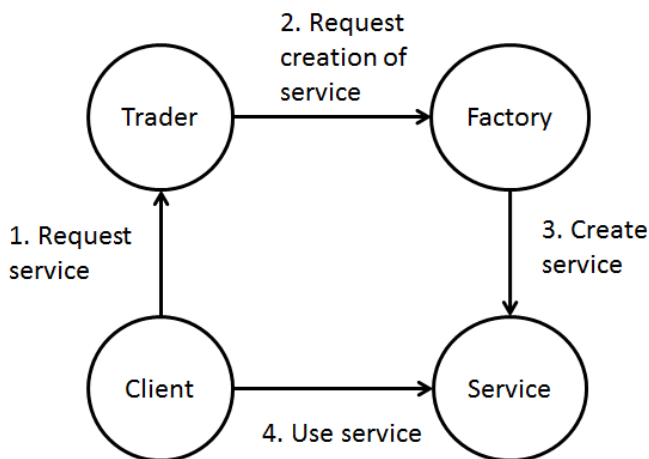 2. Request
creation of
service
Trader
Factory
1. Request
service
3. Create
service
Client
Service
4. Use service